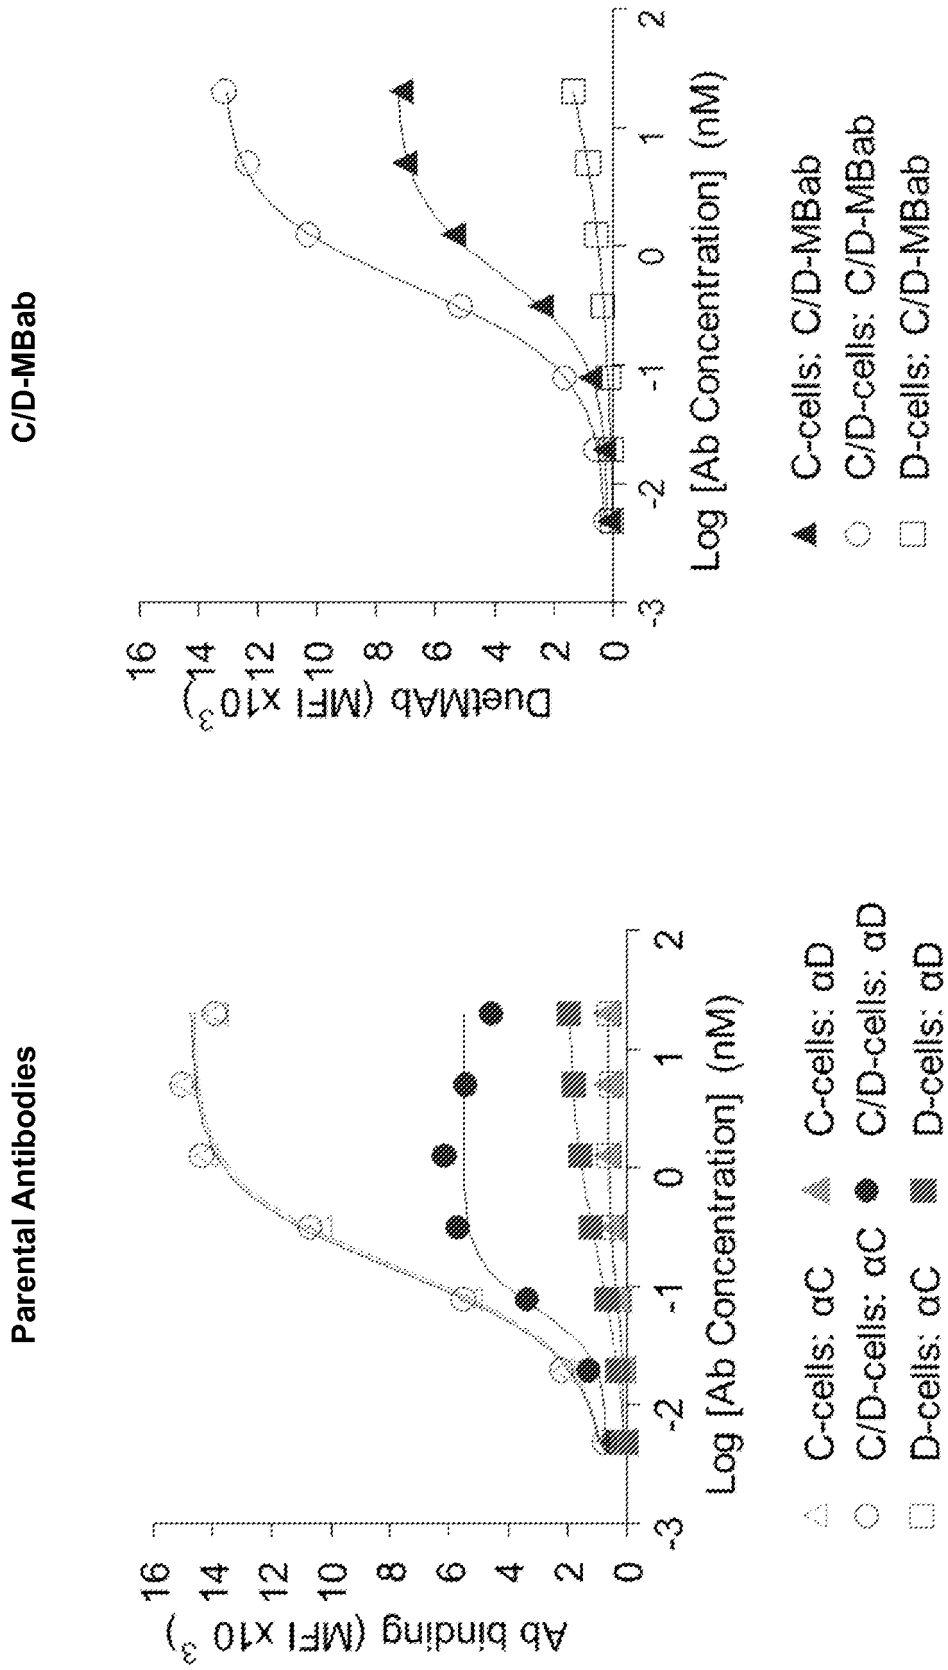 Parental Antibodies
Ab binding (MFI x10³)
16
14
12
10
8
6
4
2
0
-3
-2
-1
0
1
2
Log [Ab Concentration] (nM)
C-cells: αC
C-cells: αD
C/D-cells: αC
C/D-cells: αD
D-cells: αC
D-cells: αD
C/D-MBab
DuetMAb (MFI x10³)
16
14
12
10
8
6
4
2
0
-3
-2
-1
0
1
2
Log [Ab Concentration] (nM)
C-cells: C/D-MBab
C/D-cells: C/D-MBab
D-cells: C/D-MBab